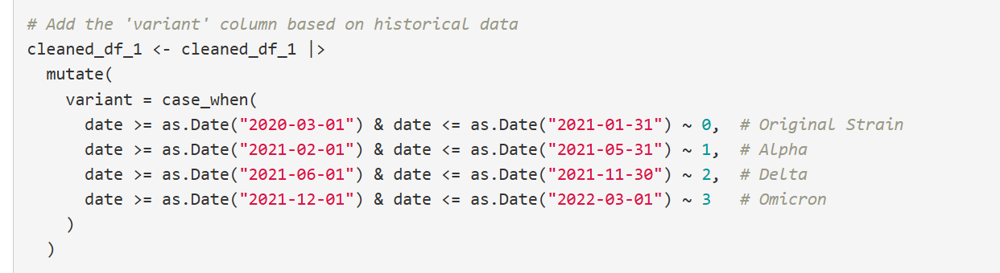 # Add the 'variant' column based on historical data
cleaned_df_1 <- cleaned_df_1 |>
  mutate(
    variant = case_when(
      date >= as.Date("2020-03-01") & date <= as.Date("2021-01-31") ~ 0,  # Original Strain
      date >= as.Date("2021-02-01") & date <= as.Date("2021-05-31") ~ 1,  # Alpha
      date >= as.Date("2021-06-01") & date <= as.Date("2021-11-30") ~ 2,  # Delta
      date >= as.Date("2021-12-01") & date <= as.Date("2022-03-01") ~ 3   # Omicron
    )
  )